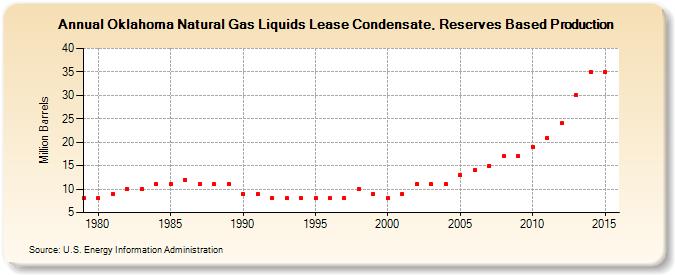 Annual Oklahoma Natural Gas Liquids Lease Condensate, Reserves Based Production
Million Barrels
40
35
30
25
20
15
10
5
1980 1985 1990 1995 2000 2005 2010 2015
Source: U.S. Energy Information Administration